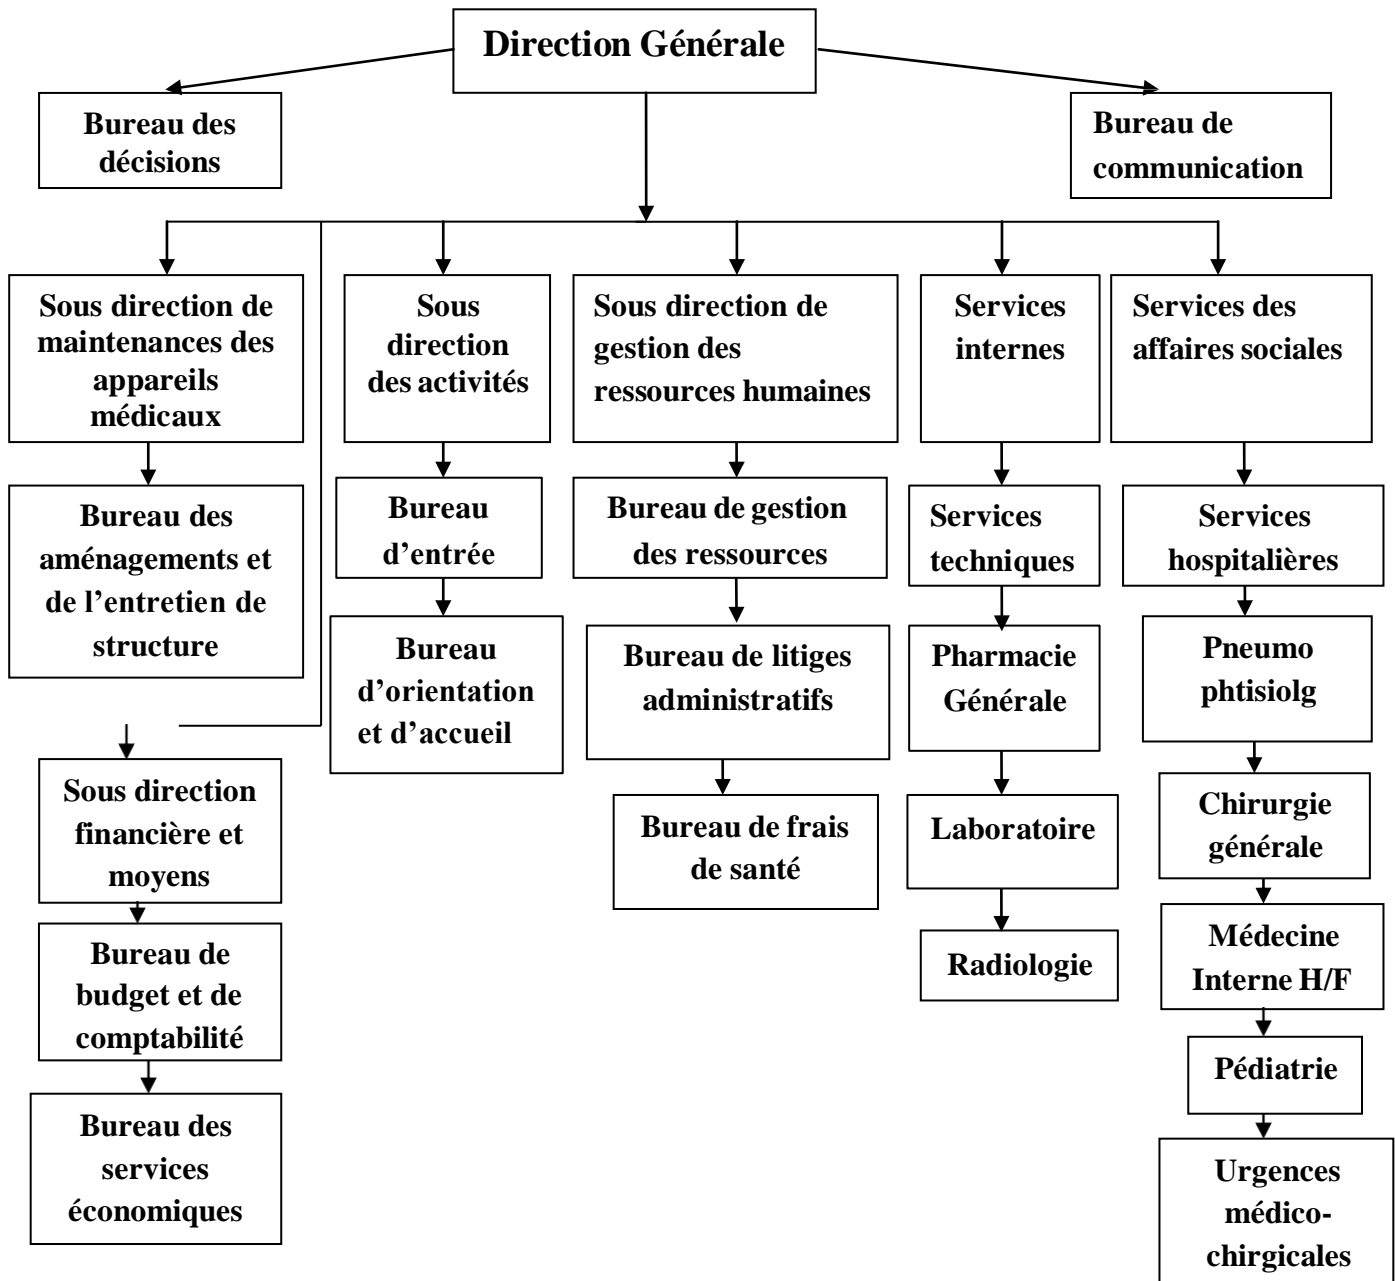 Direction Générale
Bureau des
décisions
Bureau de
communication
Sous direction de
maintenances des
appareils
médicaux
Sous
direction
des activités
Sous direction de
gestion des
ressources humaines
Services
internes
Services des
affaires sociales
Bureau des
aménagements et
de l’entretien de
structure
Bureau
d’entrée
Bureau de gestion
des ressources
Services
techniques
Services
hospitalières
Bureau
d’orientation
et d’accueil
Bureau de litiges
administratifs
Pharmacie
Générale
Pneumo
phtisiolg
Sous direction
financière et
moyens
Bureau de frais
de santé
Laboratoire
Chirurgie
générale
Bureau de
budget et de
comptabilité
Radiologie
Médecine
Interne H/F
Pédiatrie
Bureau des
services
économiques
Urgences
médico-
chirgicales